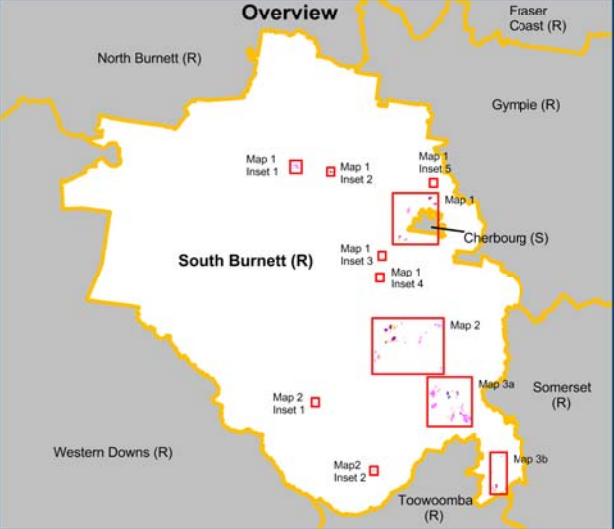 Overview
Fraser
Coast (R)
North Burnett (R)
Gympie (R)
Map 1
Inset 1
Map 1
Inset 2
Map 1
Inset 5
Map 1
Cherbourg (S)
South Burnett (R)
Map 1
Inset 3
Map 1
Inset 4
Map 2
Map 3a
Somerset
(R)
Map 2
Inset 1
Western Downs (R)
Map2
Inset 2
Map 3b
Toowoomba
(R)